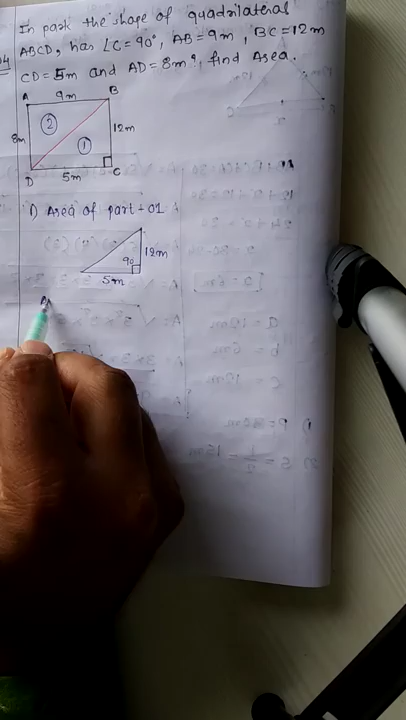 In park the shape of quadrilateral
ABCD, has ∠C = 90°, AB = 9m, BC = 12m
CD = 5m and AD = 8m?, find Area.
A 9m B
8m ② ① 12m
D 5m C
1) Area of part - 01
12m
90
5m